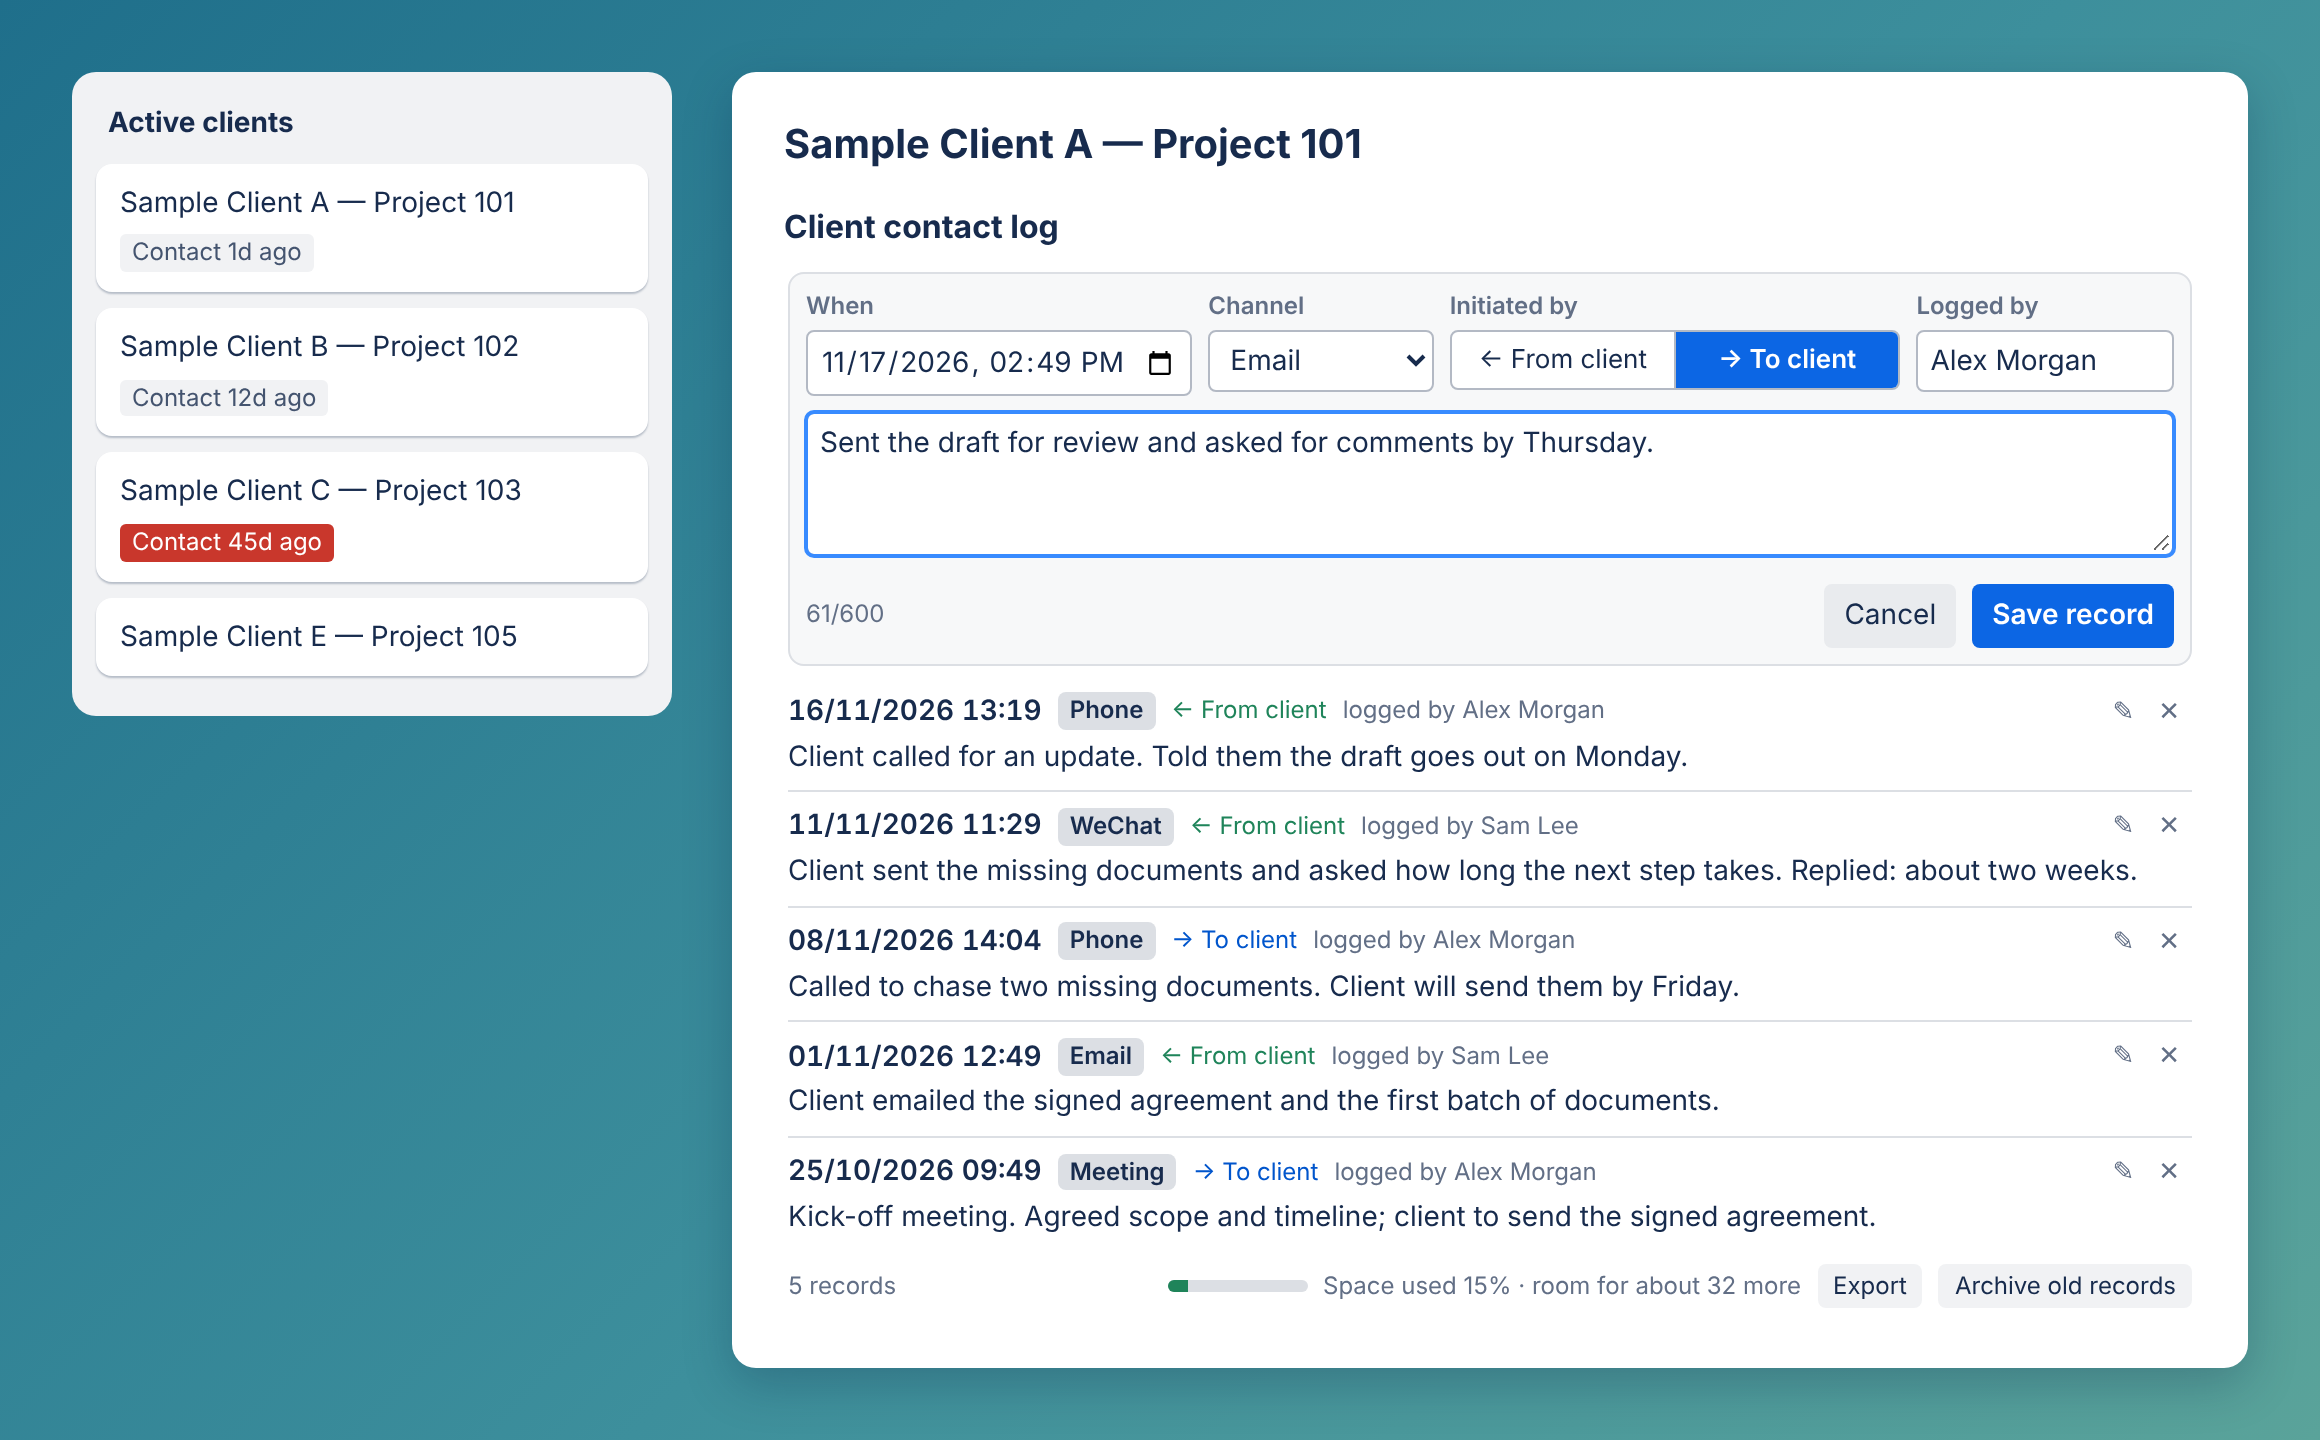 Active clients
Sample Client A — Project 101
Contact 1d ago
Sample Client B — Project 102
Contact 12d ago
Sample Client C — Project 103
Contact 45d ago
Sample Client E — Project 105
Sample Client A — Project 101
Client contact log
When Channel Initiated by Logged by
11/17/2026, 02:49 PM Email ← From client → To client Alex Morgan
Sent the draft for review and asked for comments by Thursday.
61/600 Cancel Save record
16/11/2026 13:19 Phone ← From client logged by Alex Morgan ✎ ✕
Client called for an update. Told them the draft goes out on Monday.
11/11/2026 11:29 WeChat ← From client logged by Sam Lee ✎ ✕
Client sent the missing documents and asked how long the next step takes. Replied: about two weeks.
08/11/2026 14:04 Phone → To client logged by Alex Morgan ✎ ✕
Called to chase two missing documents. Client will send them by Friday.
01/11/2026 12:49 Email ← From client logged by Sam Lee ✎ ✕
Client emailed the signed agreement and the first batch of documents.
25/10/2026 09:49 Meeting → To client logged by Alex Morgan ✎ ✕
Kick-off meeting. Agreed scope and timeline; client to send the signed agreement.
5 records Space used 15% · room for about 32 more Export Archive old records